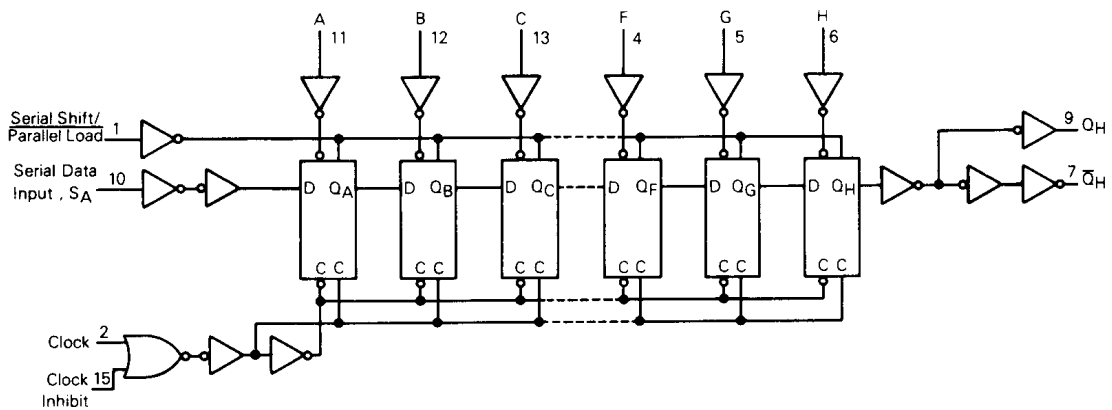 A B C F G H
11 12 13 4 5 6
Serial Shift/
Parallel Load 1
9 QH
Serial Data
Input , SA 10
D QA D QB D QC D QF D QG D QH
7 Q̅H
C C C C C C C C C C C C
Clock 2
Clock 15
Inhibit